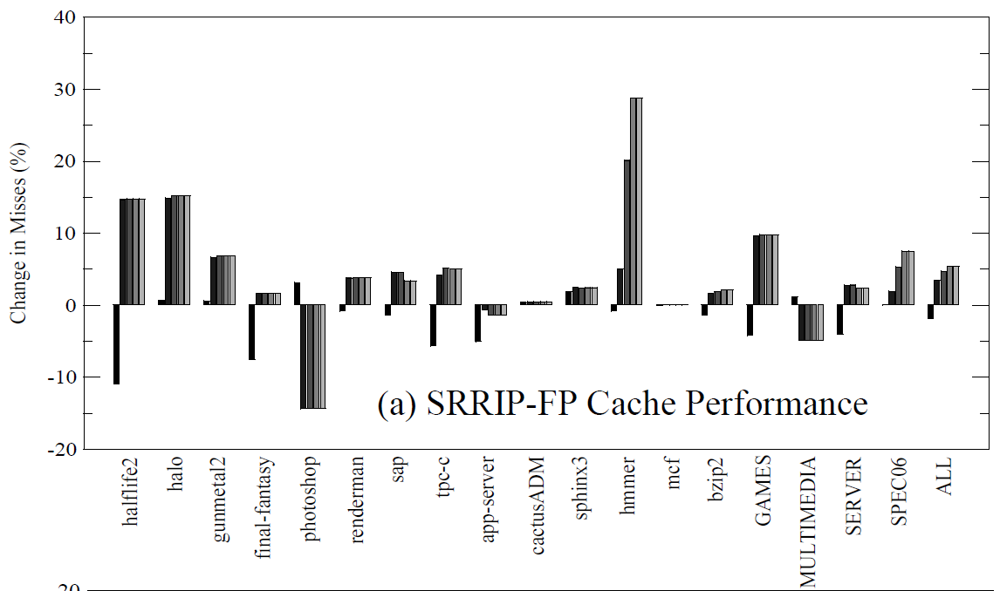 40
30
20
10
0
-10
-20
Change in Misses (%)
(a) SRRIP-FP Cache Performance
halflife2
halo
gunmetal2
final-fantasy
photoshop
renderman
sap
tpc-c
app-server
cactusADM
sphinx3
hmmer
mcf
bzip2
GAMES
MULTIMEDIA
SERVER
SPEC06
ALL
20